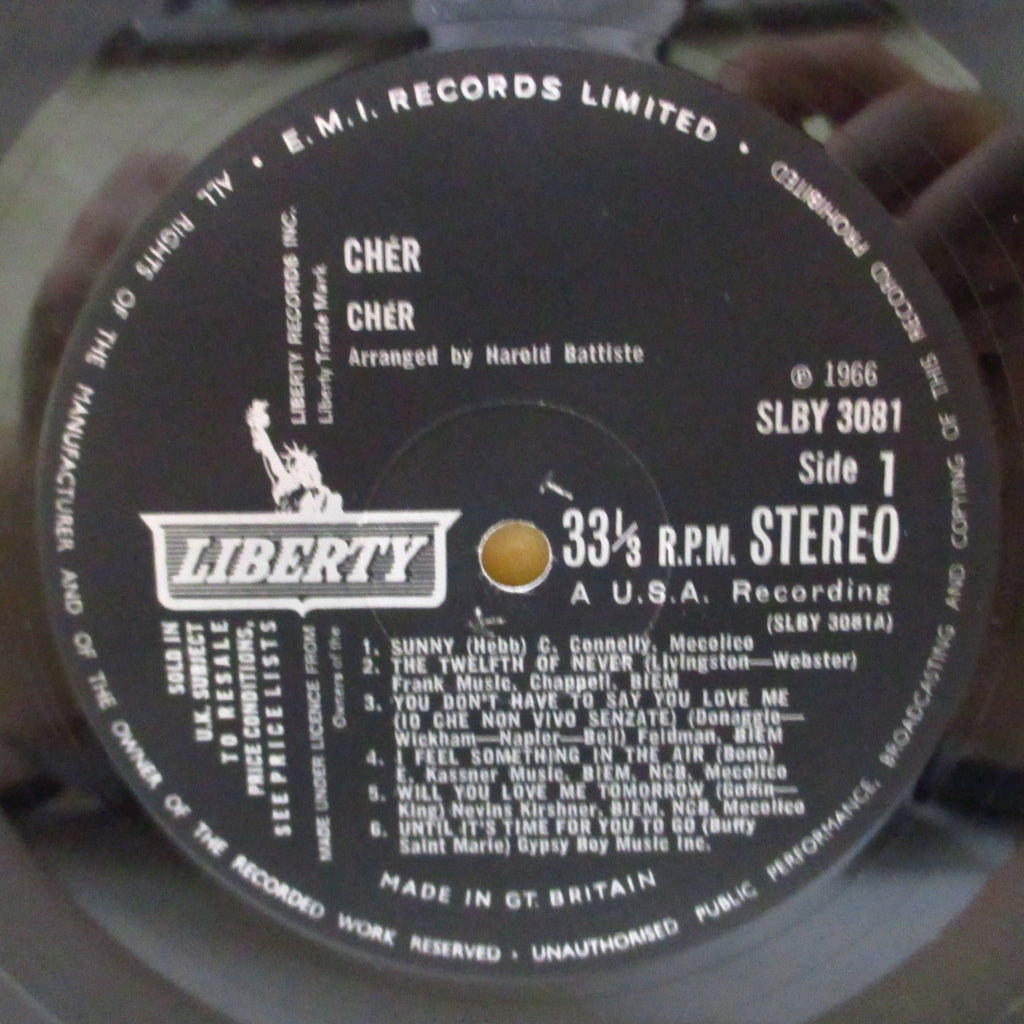 E.M.I. RECORDS LIMITED •
ALL RIGHTS OF THE MANUFACTURER AND OF THE OWNER OF THE RECORDED WORK RESERVED • UNAUTHORISED PUBLIC PERFORMANCE, BROADCASTING AND COPYING OF THIS RECORD PROHIBITED
LIBERTY RECORDS INC.
Liberty Trade Mark
CHÉR
CHÉR
Arranged by Harold Battiste
℗ 1966
SLBY 3081
Side 1
LIBERTY
33⅓ R.P.M. STEREO
A U.S.A. Recording
(SLBY 3081A)
SOLD IN
U.K. SUBJECT
TO RESALE
PRICE CONDITIONS,
SEE PRICE LISTS
MADE UNDER LICENCE FROM
Owners of the
1. SUNNY (Hebb) C. Connelly, Mecolico
2. THE TWELFTH OF NEVER (Livingston—Webster)
Frank Music, Chappell, BIEM
3. YOU DON'T HAVE TO SAY YOU LOVE ME
(IO CHE NON VIVO SENZATE) (Donaggio—
Wickham—Napier—Bell) Feldman, BIEM
4. I FEEL SOMETHING IN THE AIR (Bono)
E. Kassner Music, BIEM, NCB, Mecolico
5. WILL YOU LOVE ME TOMORROW (Goffin—
King) Nevins Kirshner, BIEM, NCB, Mecolico
6. UNTIL IT'S TIME FOR YOU TO GO (Buffy
Saint Marie) Gypsy Boy Music Inc.
MADE IN GT. BRITAIN